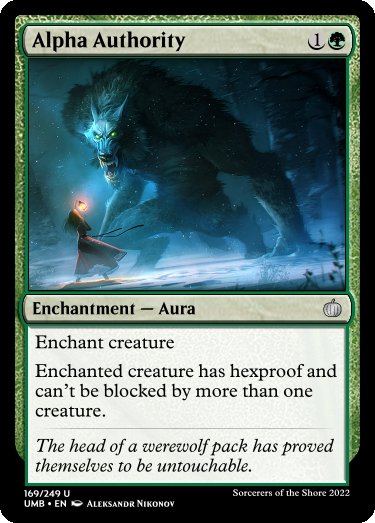 Alpha Authority 1
Enchantment — Aura
Enchant creature
Enchanted creature has hexproof and
can't be blocked by more than one
creature.
The head of a werewolf pack has proved
themselves to be untouchable.
169/249 U
Sorcerers of the Shore 2022
UMB • EN Aleksandr Nikonov